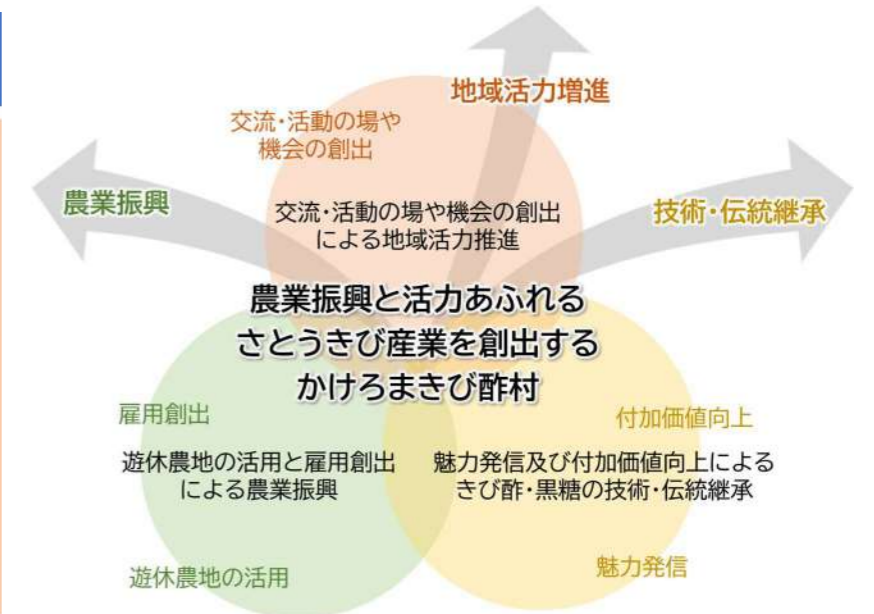 地域活力増進
交流・活動の場や
機会の創出
農業振興
技術・伝統継承
交流・活動の場や機会の創出
による地域活力推進
農業振興と活力あふれる
さとうきび産業を創出する
かけろまきび酢村
雇用創出
付加価値向上
遊休農地の活用と雇用創出
による農業振興
魅力発信及び付加価値向上による
きび酢・黒糖の技術・伝統継承
遊休農地の活用
魅力発信